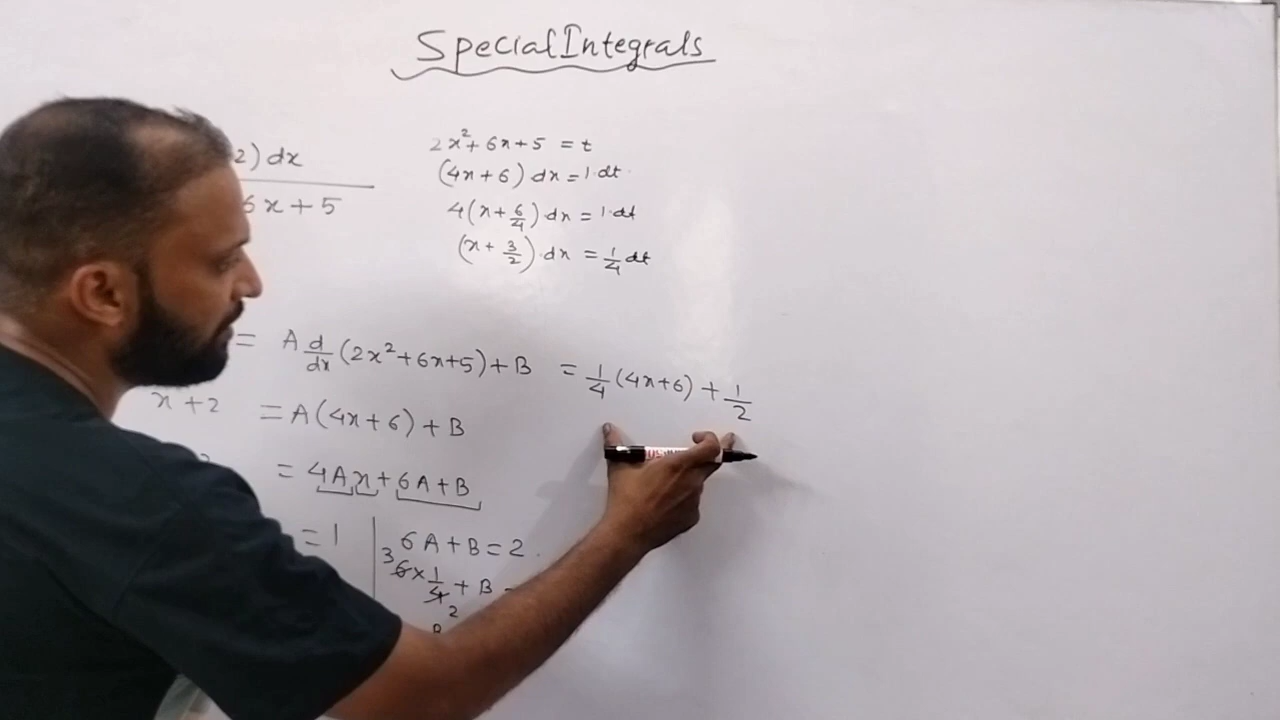 Special Integrals
2) dx
6x+5
2x²+6x+5 = t
(4x+6) dx = 1·dt
4(x+6/4) dx = 1·dt
(x+3/2)·dx = 1/4 dt
= A d/dx (2x²+6x+5)+B = 1/4 (4x+6) + 1/2
x+2 = A(4x+6)+B
= 4Ax+6A+B
= 1 6A+B=2
3 6×1/4 + B
2